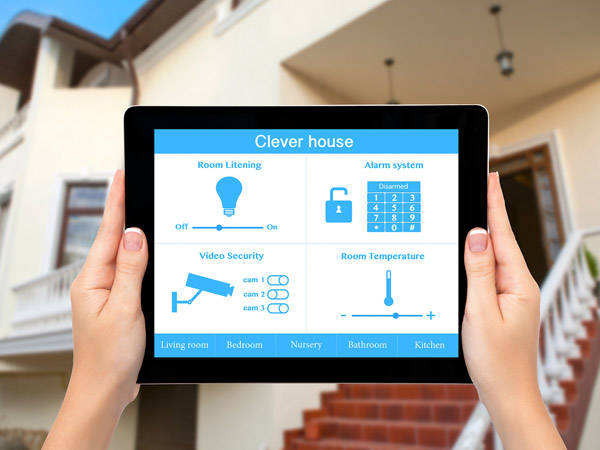 Clever house
Room Litening
Off On
Alarm system
Disarmed
1 2 3
4 5 6
7 8 9
* 0 #
Video Security
cam 1
cam 2
cam 3
Room Temperature
- +
Living room Bedroom Nursery Bathroom Kitchen